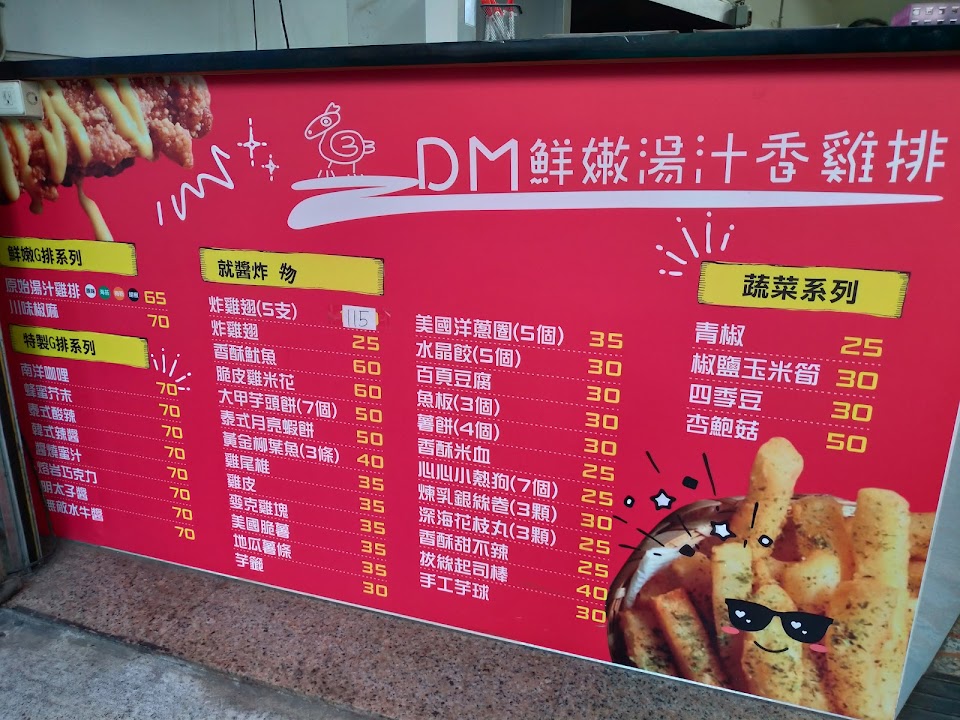 DM鮮嫩湯汁香雞排
鮮嫩G排系列
原始湯汁雞排 65
川味椒麻 70
特製G排系列
南洋咖哩 70
蜂蜜芥末 70
泰式酸辣 70
韓式辣醬 70
醬燒蜜汁 70
熔岩巧克力 70
明太子醬 70
無敵水牛醬 70
就醬炸 物
炸雞翅(5支) 115
炸雞翅 25
香酥魷魚 60
脆皮雞米花 60
大甲芋頭餅(7個) 50
泰式月亮蝦餅 50
黃金柳葉魚(3條) 40
雞尾椎 35
雞皮 35
麥克雞塊 35
美國脆薯 35
地瓜薯條 35
芋籤 30
美國洋蔥圈(5個) 35
水晶餃(5個) 30
百頁豆腐 30
魚板(3個) 30
薯餅(4個) 30
香酥米血 25
心心小熱狗(7個) 25
煉乳銀絲卷(3顆) 30
深海花枝丸(3顆) 25
香酥甜不辣 25
拔絲起司棒 40
手工芋球 30
蔬菜系列
青椒 25
椒鹽玉米筍 30
四季豆 30
杏鮑菇 50